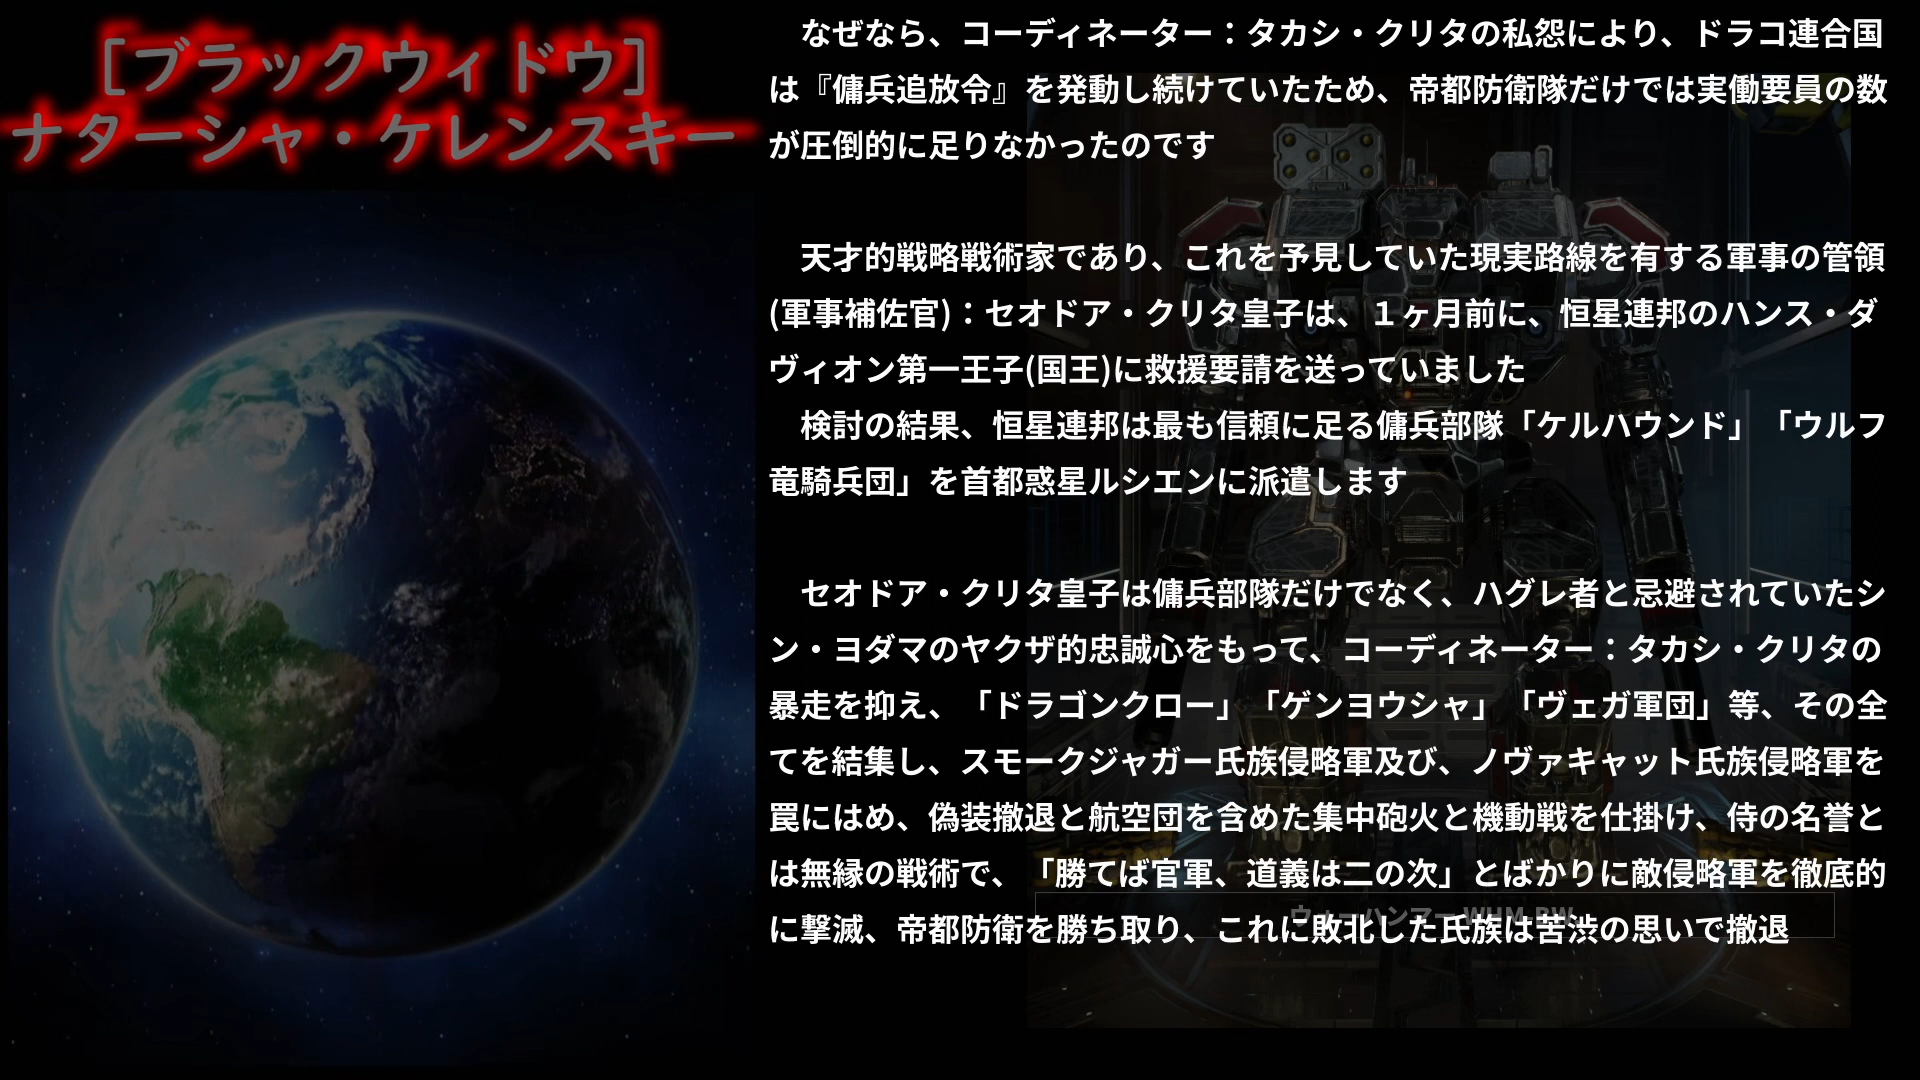 ［ブラックウィドウ］
ナターシャ・ケレンスキー
なぜなら、コーディネーター：タカシ・クリタの私怨により、ドラコ連合国
は『傭兵追放令』を発動し続けていたため、帝都防衛隊だけでは実働要員の数
が圧倒的に足りなかったのです
天才的戦略戦術家であり、これを予見していた現実路線を有する軍事の管領
(軍事補佐官)：セオドア・クリタ皇子は、１ヶ月前に、恒星連邦のハンス・ダ
ヴィオン第一王子(国王)に救援要請を送っていました
検討の結果、恒星連邦は最も信頼に足る傭兵部隊「ケルハウンド」「ウルフ
竜騎兵団」を首都惑星ルシエンに派遣します
セオドア・クリタ皇子は傭兵部隊だけでなく、ハグレ者と忌避されていたシ
ン・ヨダマのヤクザ的忠誠心をもって、コーディネーター：タカシ・クリタの
暴走を抑え、「ドラゴンクロー」「ゲンヨウシャ」「ヴェガ軍団」等、その全
てを結集し、スモークジャガー氏族侵略軍及び、ノヴァキャット氏族侵略軍を
罠にはめ、偽装撤退と航空団を含めた集中砲火と機動戦を仕掛け、侍の名誉と
は無縁の戦術で、「勝てば官軍、道義は二の次」とばかりに敵侵略軍を徹底的
に撃滅、帝都防衛を勝ち取り、これに敗北した氏族は苦渋の思いで撤退
ウォーハンマー WHM-BW